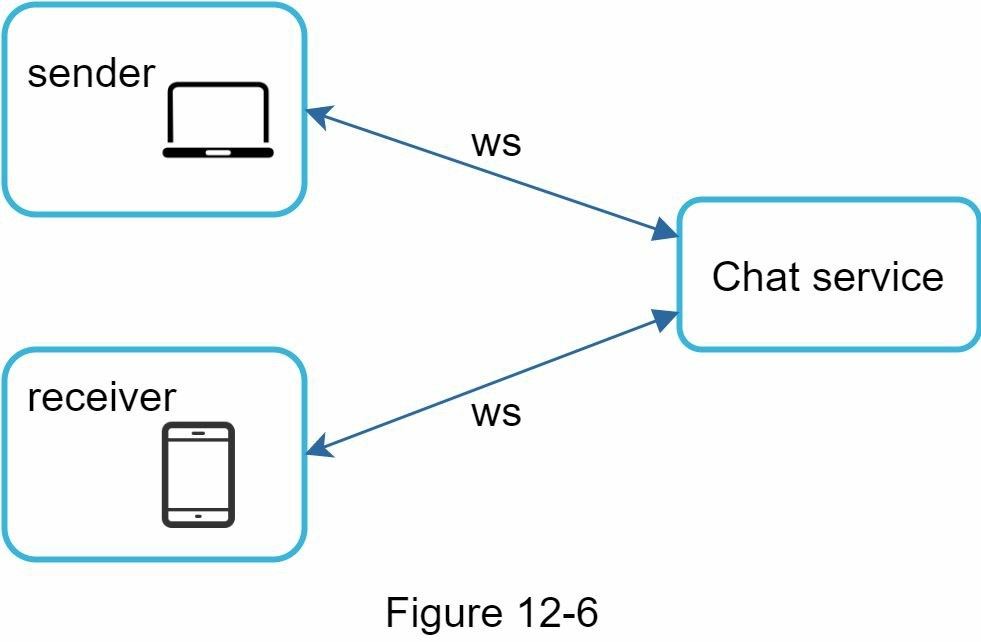 sender
ws
Chat service
receiver
ws
Figure 12-6